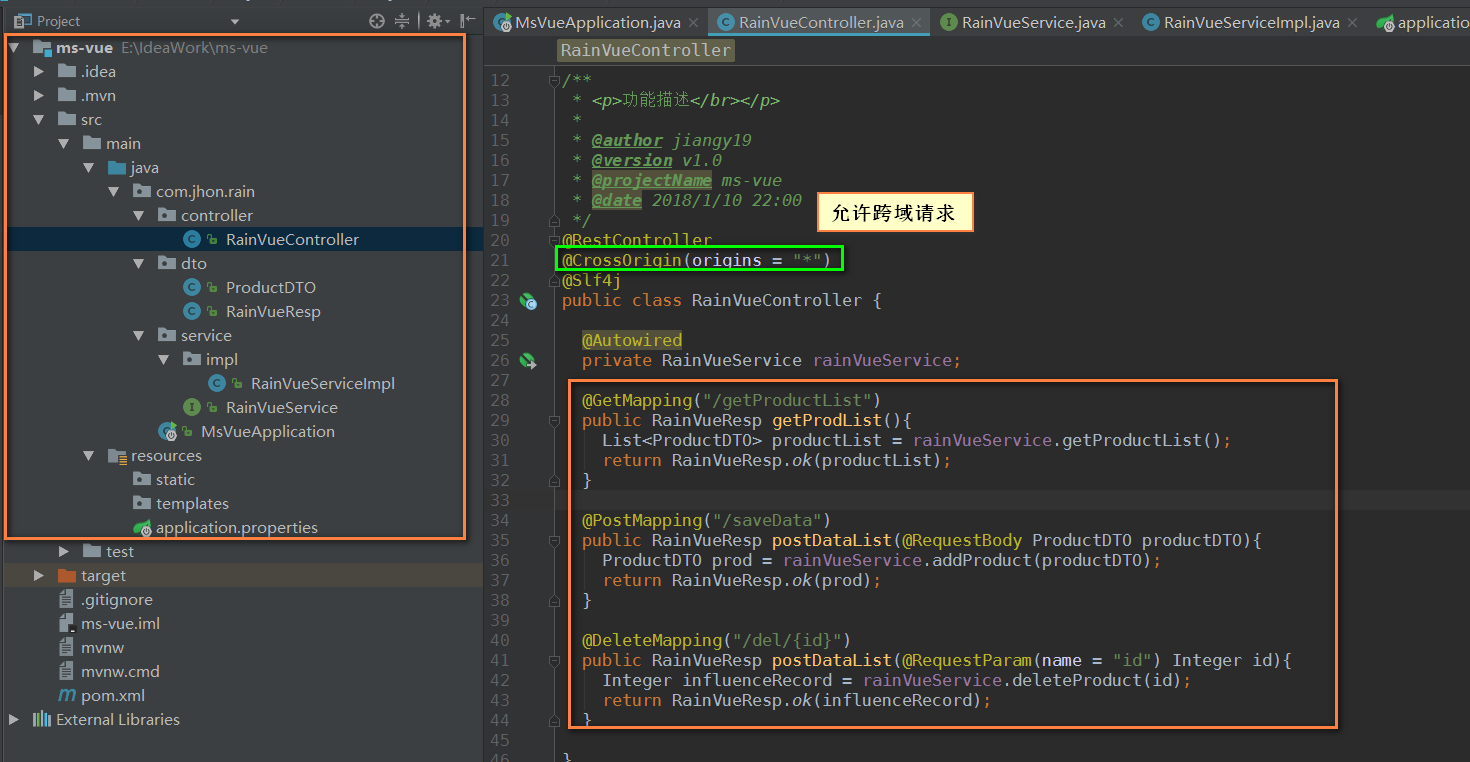 Project
ms-vue E:\IdeaWork\ms-vue
.idea
.mvn
src
main
java
com.jhon.rain
controller
RainVueController
dto
ProductDTO
RainVueResp
service
impl
RainVueServiceImpl
RainVueService
MsVueApplication
resources
static
templates
application.properties
test
target
.gitignore
ms-vue.iml
mvnw
mvnw.cmd
pom.xml
External Libraries
MsVueApplication.java RainVueController.java RainVueService.java RainVueServiceImpl.java applicatio
RainVueController
12 /**
13 * <p>功能描述</br></p>
14 *
15 * @author jiangy19
16 * @version v1.0
17 * @projectName ms-vue
18 * @date 2018/1/10 22:00
允许跨域请求
19 */
20 @RestController
21 @CrossOrigin(origins = "*")
22 @Slf4j
23 public class RainVueController {
24
25 @Autowired
26 private RainVueService rainVueService;
27
28 @GetMapping("/getProductList")
29 public RainVueResp getProdList(){
30 List<ProductDTO> productList = rainVueService.getProductList();
31 return RainVueResp.ok(productList);
32 }
33
34 @PostMapping("/saveData")
35 public RainVueResp postDataList(@RequestBody ProductDTO productDTO){
36 ProductDTO prod = rainVueService.addProduct(productDTO);
37 return RainVueResp.ok(prod);
38 }
39
40 @DeleteMapping("/del/{id}")
41 public RainVueResp postDataList(@RequestParam(name = "id") Integer id){
42 Integer influenceRecord = rainVueService.deleteProduct(id);
43 return RainVueResp.ok(influenceRecord);
44 }
45
46 }